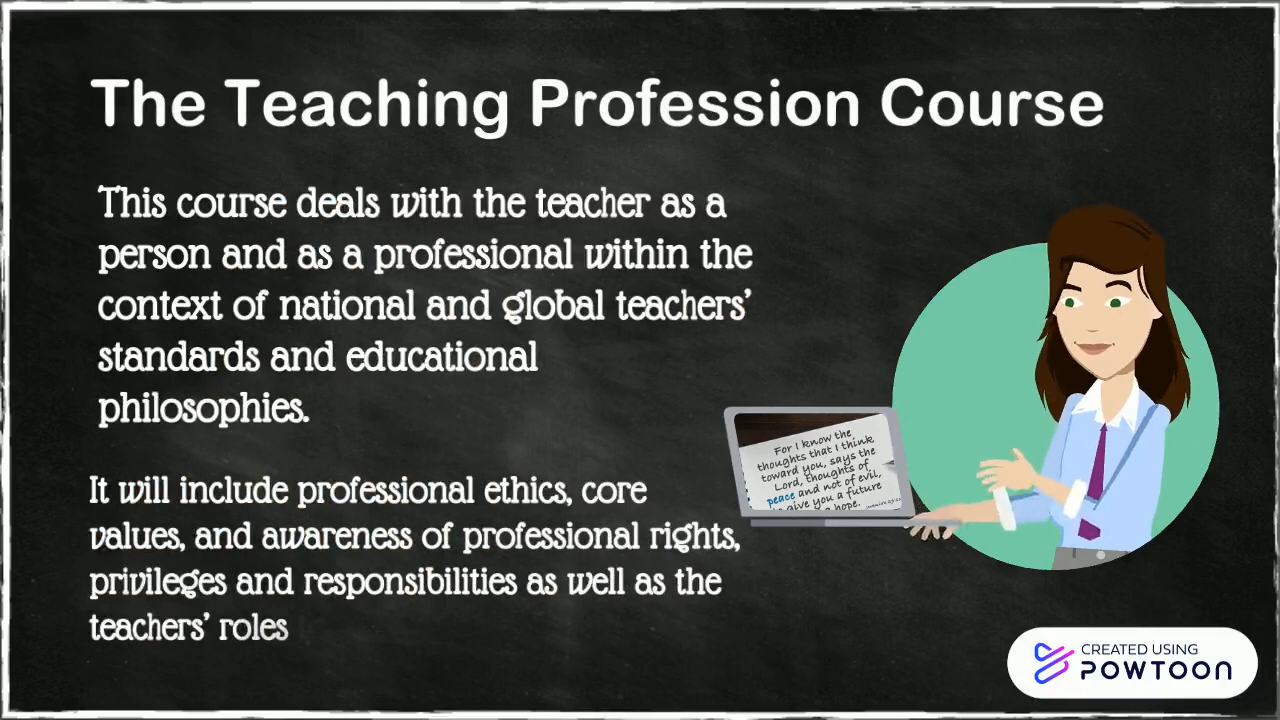 The Teaching Profession Course
This course deals with the teacher as a
person and as a professional within the
context of national and global teachers’
standards and educational
philosophies.
It will include professional ethics, core
values, and awareness of professional rights,
privileges and responsibilities as well as the
teachers’ roles
For I know the
thoughts that I think
toward you, says the
Lord, thoughts of
peace and not of evil,
give you a future
hope.
CREATED USING
POWTOON